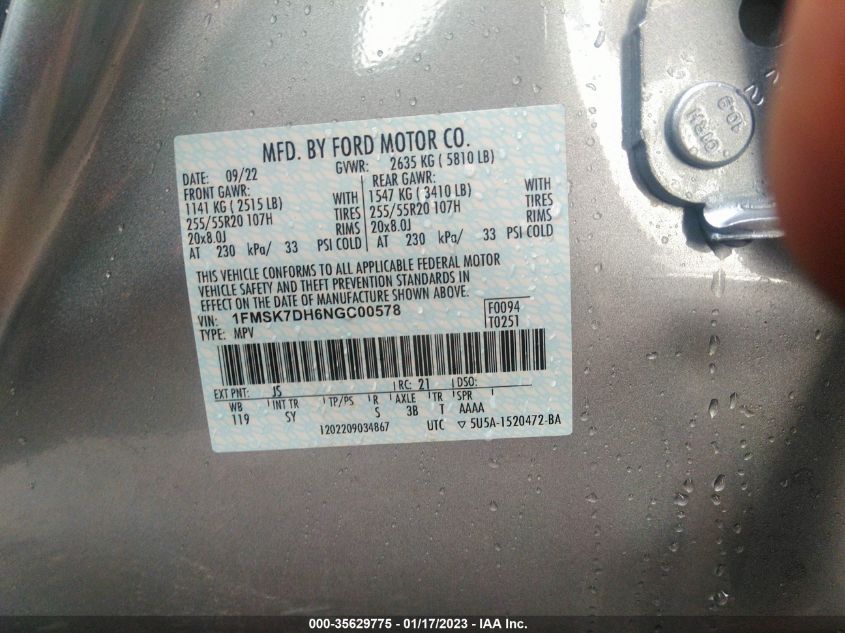 MFD. BY FORD MOTOR CO.
DATE: 09/22 GVWR: 2635 KG ( 5810 LB)
FRONT GAWR: REAR GAWR:
1141 KG ( 2515 LB) WITH 1547 KG ( 3410 LB) WITH
255/55R20 107H TIRES 255/55R20 107H TIRES
20x8.0J RIMS 20x8.0J RIMS
AT 230 kPa/ 33 PSI COLD AT 230 kPa/ 33 PSI COLD
THIS VEHICLE CONFORMS TO ALL APPLICABLE FEDERAL MOTOR
VEHICLE SAFETY AND THEFT PREVENTION STANDARDS IN
EFFECT ON THE DATE OF MANUFACTURE SHOWN ABOVE.
VIN: 1FMSK7DH6NGC00578 F0094
TYPE: MPV T0251
EXT PNT: JS RC: 21 DSO:
WB INT TR TP/PS R AXLE TR SPR
119 SY S 3B T AAAA
1202209034867 UTC ▽ 5U5A-1520472-BA
10.9
000-35629775 - 01/17/2023 - IAA Inc.